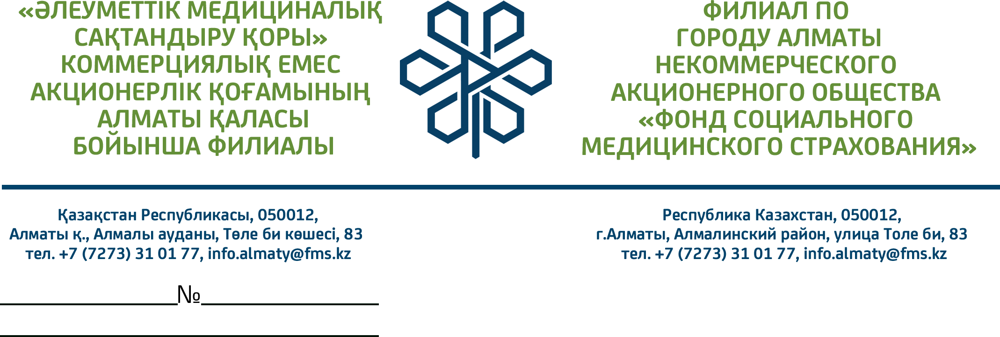 «ӘЛЕУМЕТТІК МЕДИЦИНАЛЫҚ
САҚТАНДЫРУ ҚОРЫ»
КОММЕРЦИЯЛЫҚ ЕМЕС
АКЦИОНЕРЛІК ҚОҒАМЫНЫҢ
АЛМАТЫ ҚАЛАСЫ
БОЙЫНША ФИЛИАЛЫ
ФИЛИАЛ ПО
ГОРОДУ АЛМАТЫ
НЕКОММЕРЧЕСКОГО
АКЦИОНЕРНОГО ОБЩЕСТВА
«ФОНД СОЦИАЛЬНОГО
МЕДИЦИНСКОГО СТРАХОВАНИЯ»
Қазақстан Республикасы, 050012,
Алматы қ., Алмалы ауданы, Төле би көшесі, 83
тел. +7 (7273) 31 01 77, info.almaty@fms.kz
Республика Казахстан, 050012,
г.Алматы, Алмалинский район, улица Толе би, 83
тел. +7 (7273) 31 01 77, info.almaty@fms.kz
№